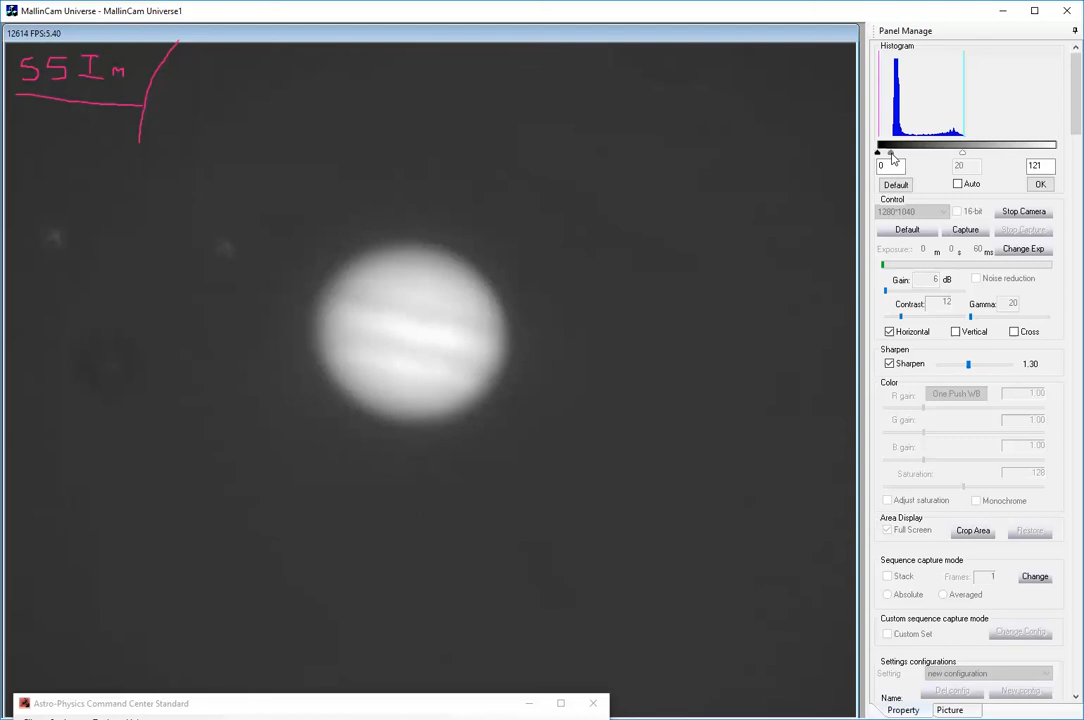 MallinCam Universe - MallinCam Universe1
12614 FPS:5.40
55Im
Panel Manage
Histogram
0 20 121
Default Auto OK
Control
1280*1040 16-bit Stop Camera
Default Capture Stop Capture
Exposure: 0 m 0 s 60 ms Change Exp
Gain: 6 dB Noise reduction
Contrast: 12 Gamma: 20
Horizontal Vertical Cross
Sharpen
Sharpen 1.30
Color
R gain: One Push WB 1.00
G gain: 1.00
B gain: 1.00
Saturation: 128
Adjust saturation Monochrome
Area Display
Full Screen Crop Area Restore
Sequence capture mode
Stack Frames: 1 Change
Absolute Averaged
Custom sequence capture mode
Custom Set Change Config
Settings configurations
Setting new configuration
Name: Del config New config
Property Picture
Astro-Physics Command Center Standard